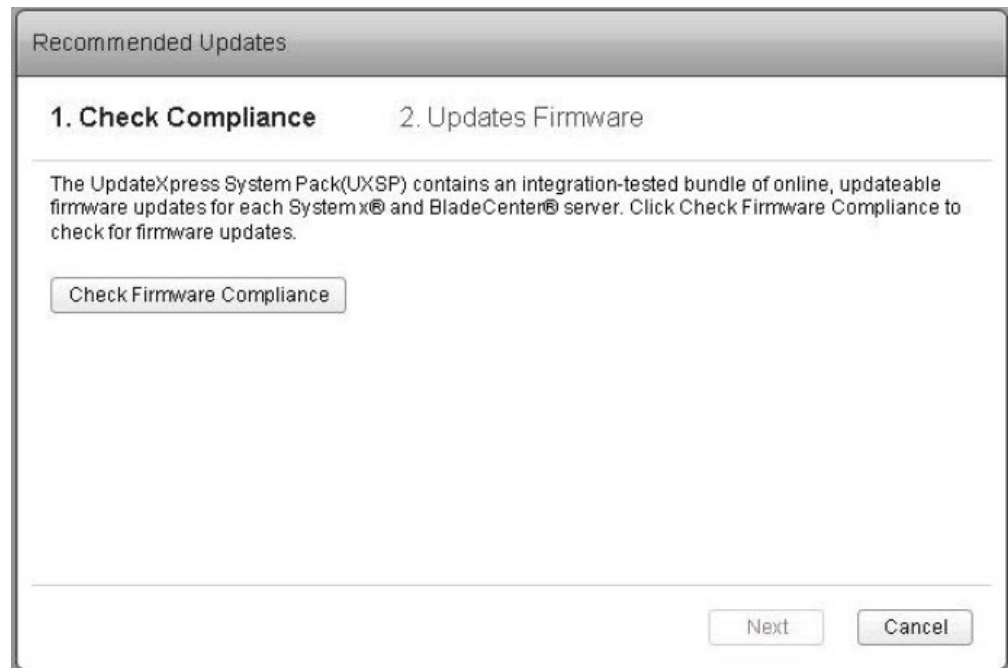 Recommended Updates
1. Check Compliance 2. Updates Firmware
The UpdateXpress System Pack(UXSP) contains an integration-tested bundle of online, updateable
firmware updates for each System x® and BladeCenter® server. Click Check Firmware Compliance to
check for firmware updates.
Check Firmware Compliance
Next Cancel